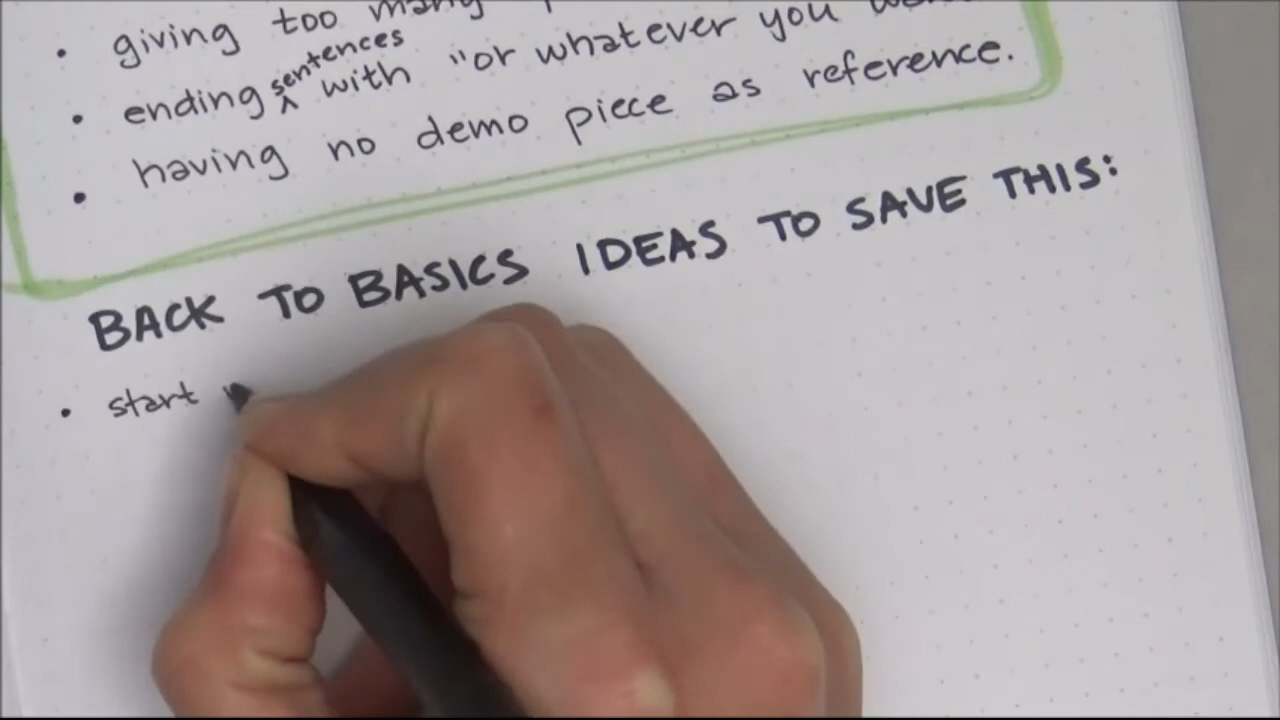 • giving too many
• ending sentences with "or whatever you
• having no demo piece as reference.
BACK TO BASICS IDEAS TO SAVE THIS:
• start